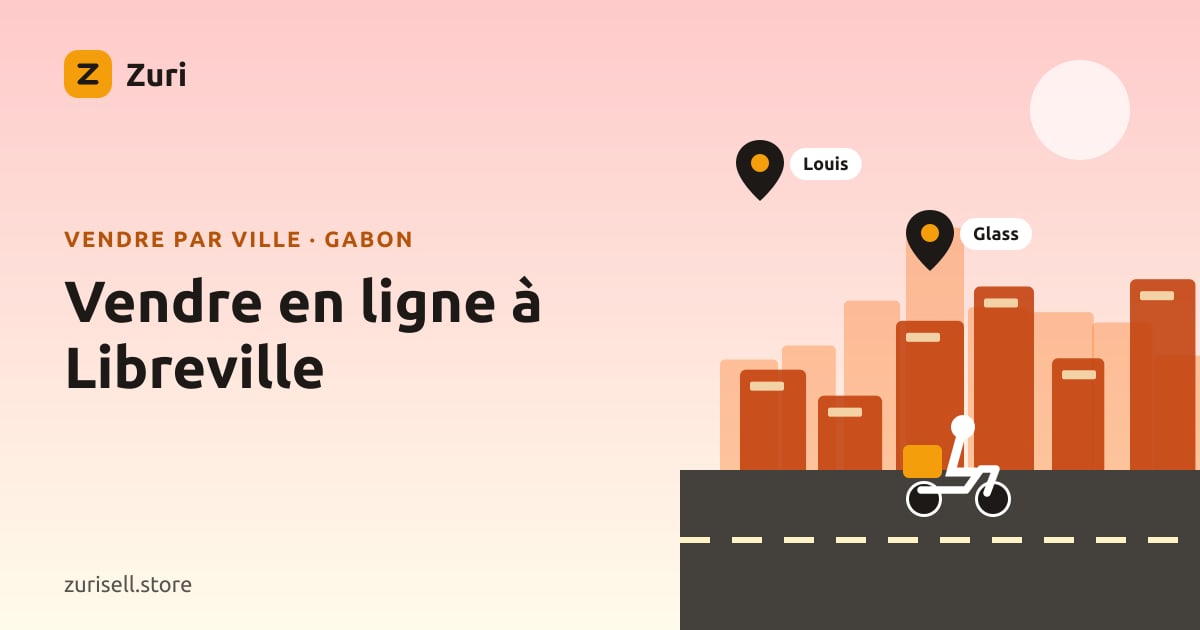 Z
Zuri
Louis
Glass
VENDRE PAR VILLE · GABON
Vendre en ligne à
Libreville
zurisell.store